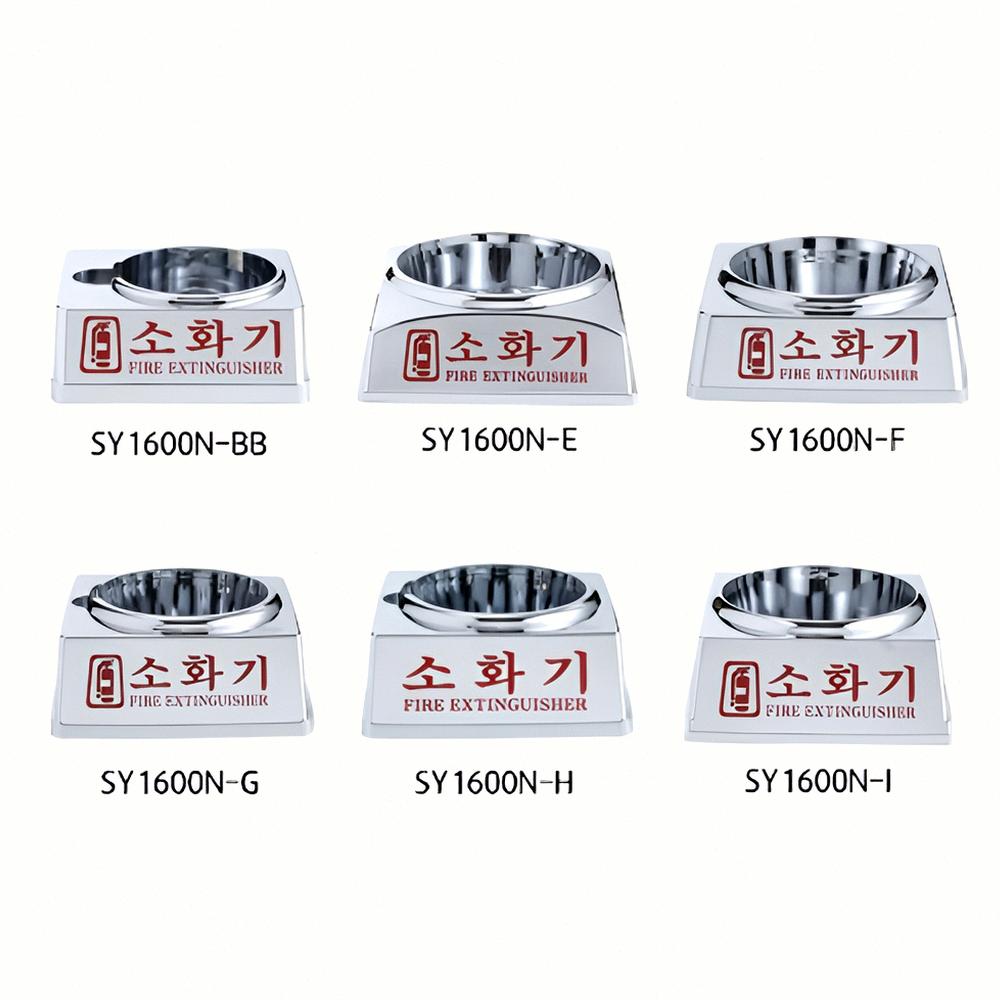 소화기
FIRE EXTINGUISHER
소화기
FIRE EXTINGUISHER
소화기
FIRE EXTINGUISHER
SY1600N-BB
SY1600N-E
SY1600N-F
소화기
FIRE EXTINGUISHER
소화기
FIRE EXTINGUISHER
소화기
FIRE EXTINGUISHER
SY1600N-G
SY1600N-H
SY1600N-I